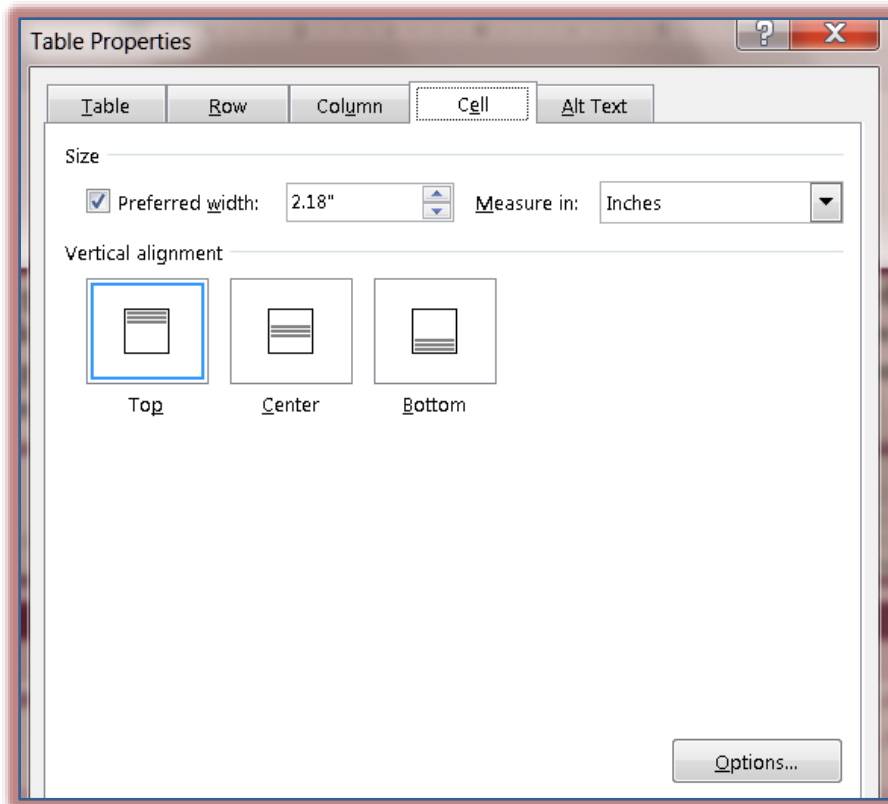 Table Properties
Table Row Column Cell Alt Text
Size
Preferred width: 2.18" Measure in: Inches
Vertical alignment
Top Center Bottom
Options...